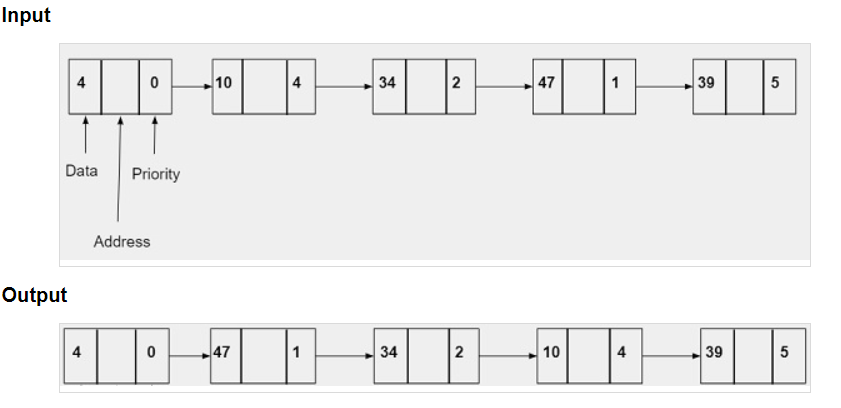 Input
4 0 10 4 34 2 47 1 39 5
Data
Priority
Address
Output
4 0 47 1 34 2 10 4 39 5